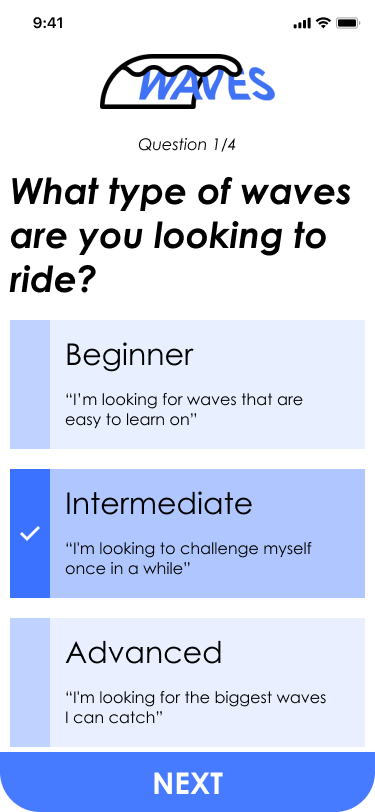 9:41
WAVES
Question 1/4
What type of waves
are you looking to
ride?
Beginner
“I’m looking for waves that are
easy to learn on”
Intermediate
“I'm looking to challenge myself
once in a while”
Advanced
“I'm looking for the biggest waves
I can catch”
NEXT